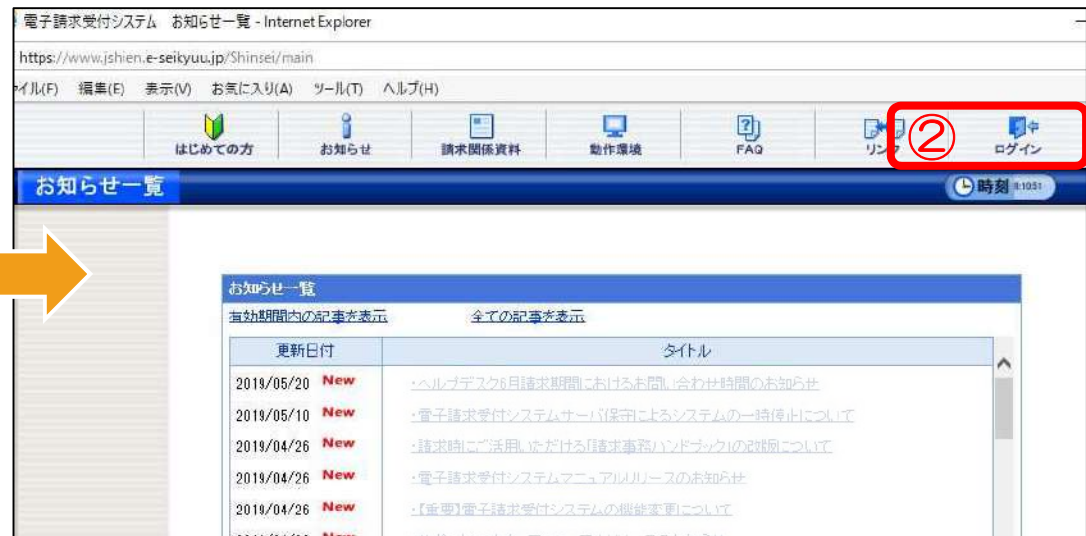 電子請求受付システム　お知らせ一覧 - Internet Explorer
https://www.jshien.e-seikyuu.jp/Shinsei/main
イル(F) 編集(E) 表示(V) お気に入り(A) ツール(T) ヘルプ(H)
はじめての方 お知らせ 請求関係資料 動作環境 FAQ リンク ② ログイン
お知らせ一覧 時刻
お知らせ一覧
有効期間内の記事を表示 全ての記事を表示
更新日付 タイトル
2019/05/20 New ・ヘルプデスク6月請求期間におけるお問い合わせ時間のお知らせ
2019/05/10 New ・電子請求受付システムサーバ保守によるシステムの一時停止について
2019/04/26 New ・請求時にご活用いただける「請求事務ハンドブック」の改版について
2019/04/26 New ・電子請求受付システムマニュアルリリースのお知らせ
2019/04/26 New ・【重要】電子請求受付システムの機能変更について